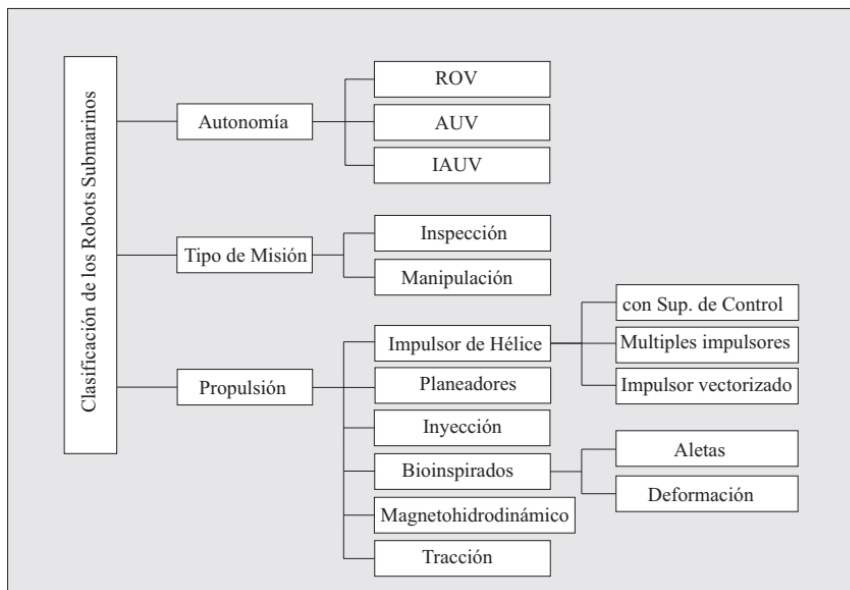 Clasificación de los Robots Submarinos
Autonomía
ROV
AUV
IAUV
Tipo de Misión
Inspección
Manipulación
Propulsión
Impulsor de Hélice
con Sup. de Control
Multiples impulsores
Impulsor vectorizado
Planeadores
Inyección
Bioinspirados
Aletas
Deformación
Magnetohidrodinámico
Tracción